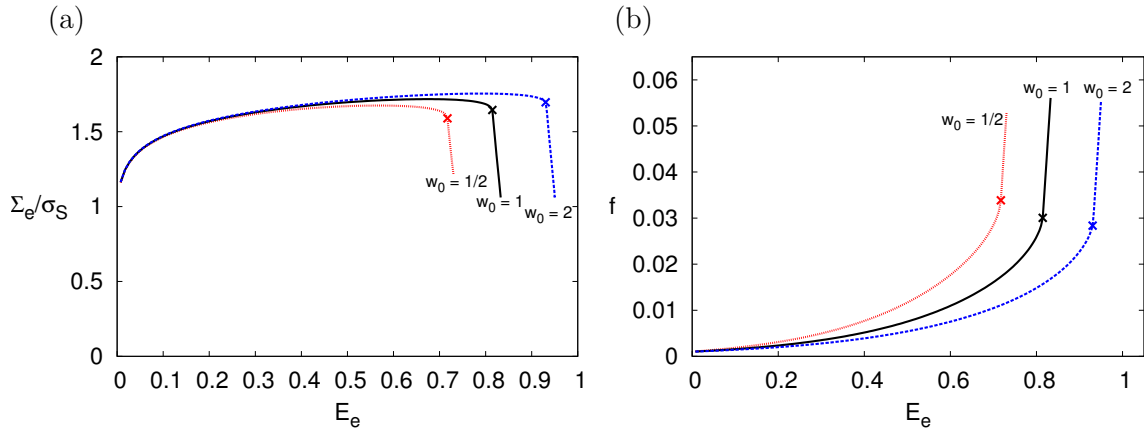 (a)
2
1.5
1
0.5
0
Σe/σS
w0 = 1/2
w0 = 1
w0 = 2
0 0.1 0.2 0.3 0.4 0.5 0.6 0.7 0.8 0.9 1
Ee
(b)
0.06
0.05
0.04
0.03
0.02
0.01
0
f
w0 = 1 w0 = 2
w0 = 1/2
0 0.2 0.4 0.6 0.8 1
Ee